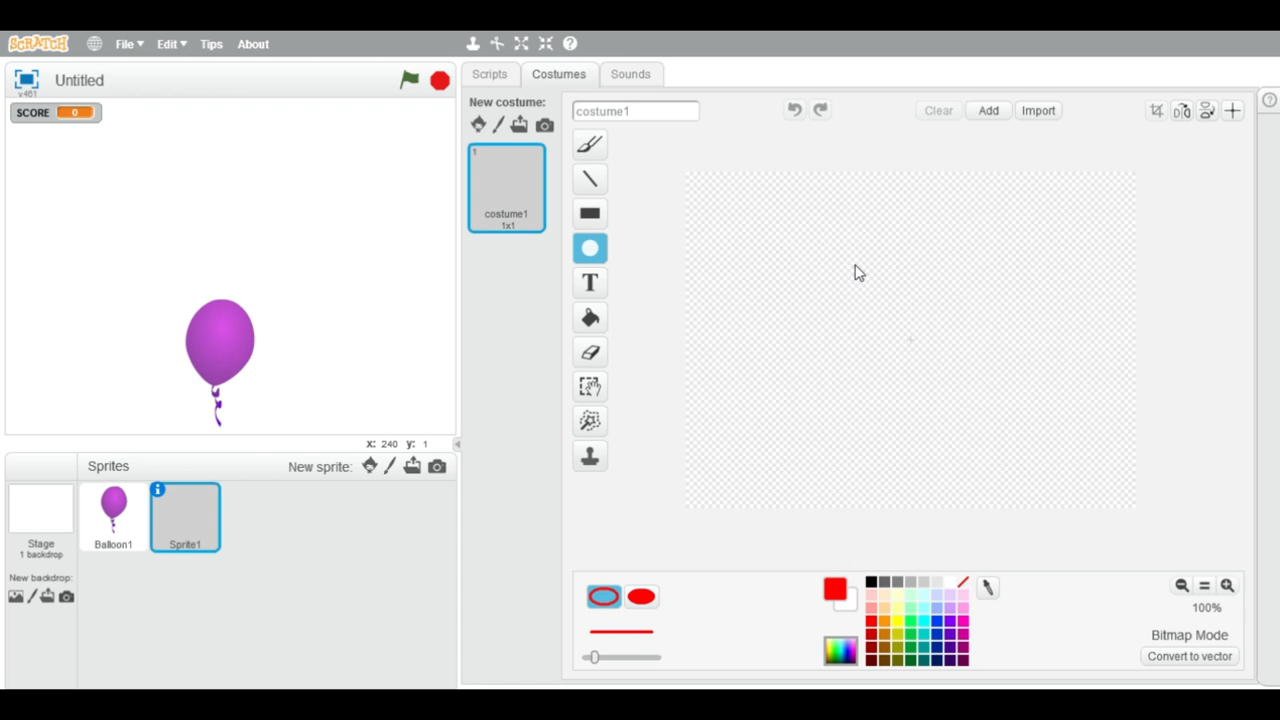 SCRATCH File Edit Tips About
v461 Untitled
SCORE 0
x: 240 y: 1
Sprites New sprite:
Balloon1 Sprite1
Stage
1 backdrop
New backdrop:
Scripts Costumes Sounds
New costume:
1
costume1
1x1
costume1 Clear Add Import
T
100%
Bitmap Mode
Convert to vector